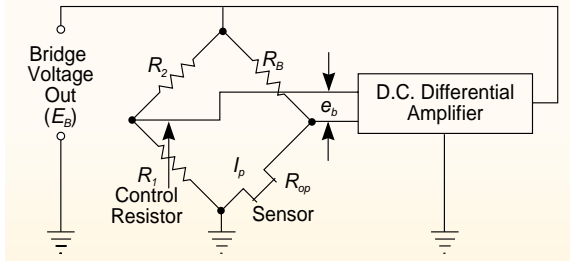 Bridge
Voltage
Out
(E_B)
R_2
R_B
e_b
D.C. Differential
Amplifier
R_1
Control
Resistor
I_p
R_op
Sensor